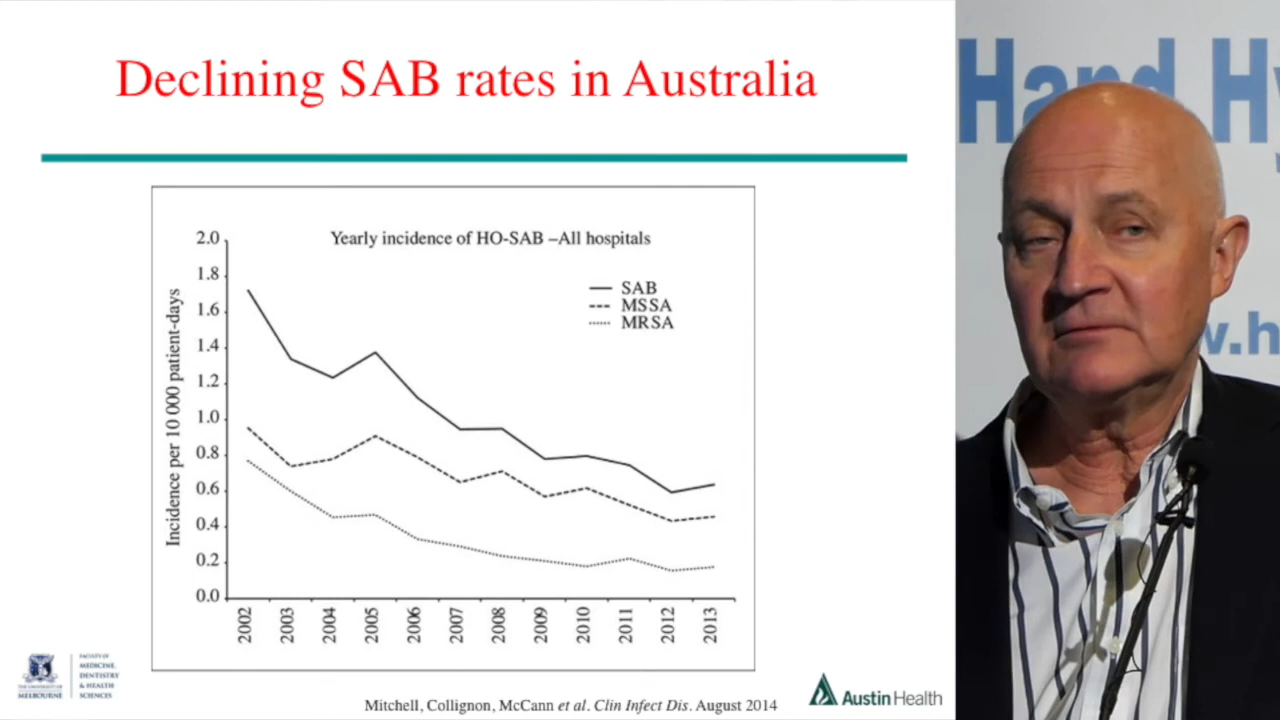 Declining SAB rates in Australia
Yearly incidence of HO-SAB –All hospitals
SAB
MSSA
MRSA
Incidence per 10 000 patient-days
2.0
1.8
1.6
1.4
1.2
1.0
0.8
0.6
0.4
0.2
0.0
2002 2003 2004 2005 2006 2007 2008 2009 2010 2011 2012 2013
THE UNIVERSITY OF
MELBOURNE
FACULTY OF
MEDICINE,
DENTISTRY
& HEALTH
SCIENCES
Mitchell, Collignon, McCann et al. Clin Infect Dis. August 2014
Austin Health
Hand Hy
w.h